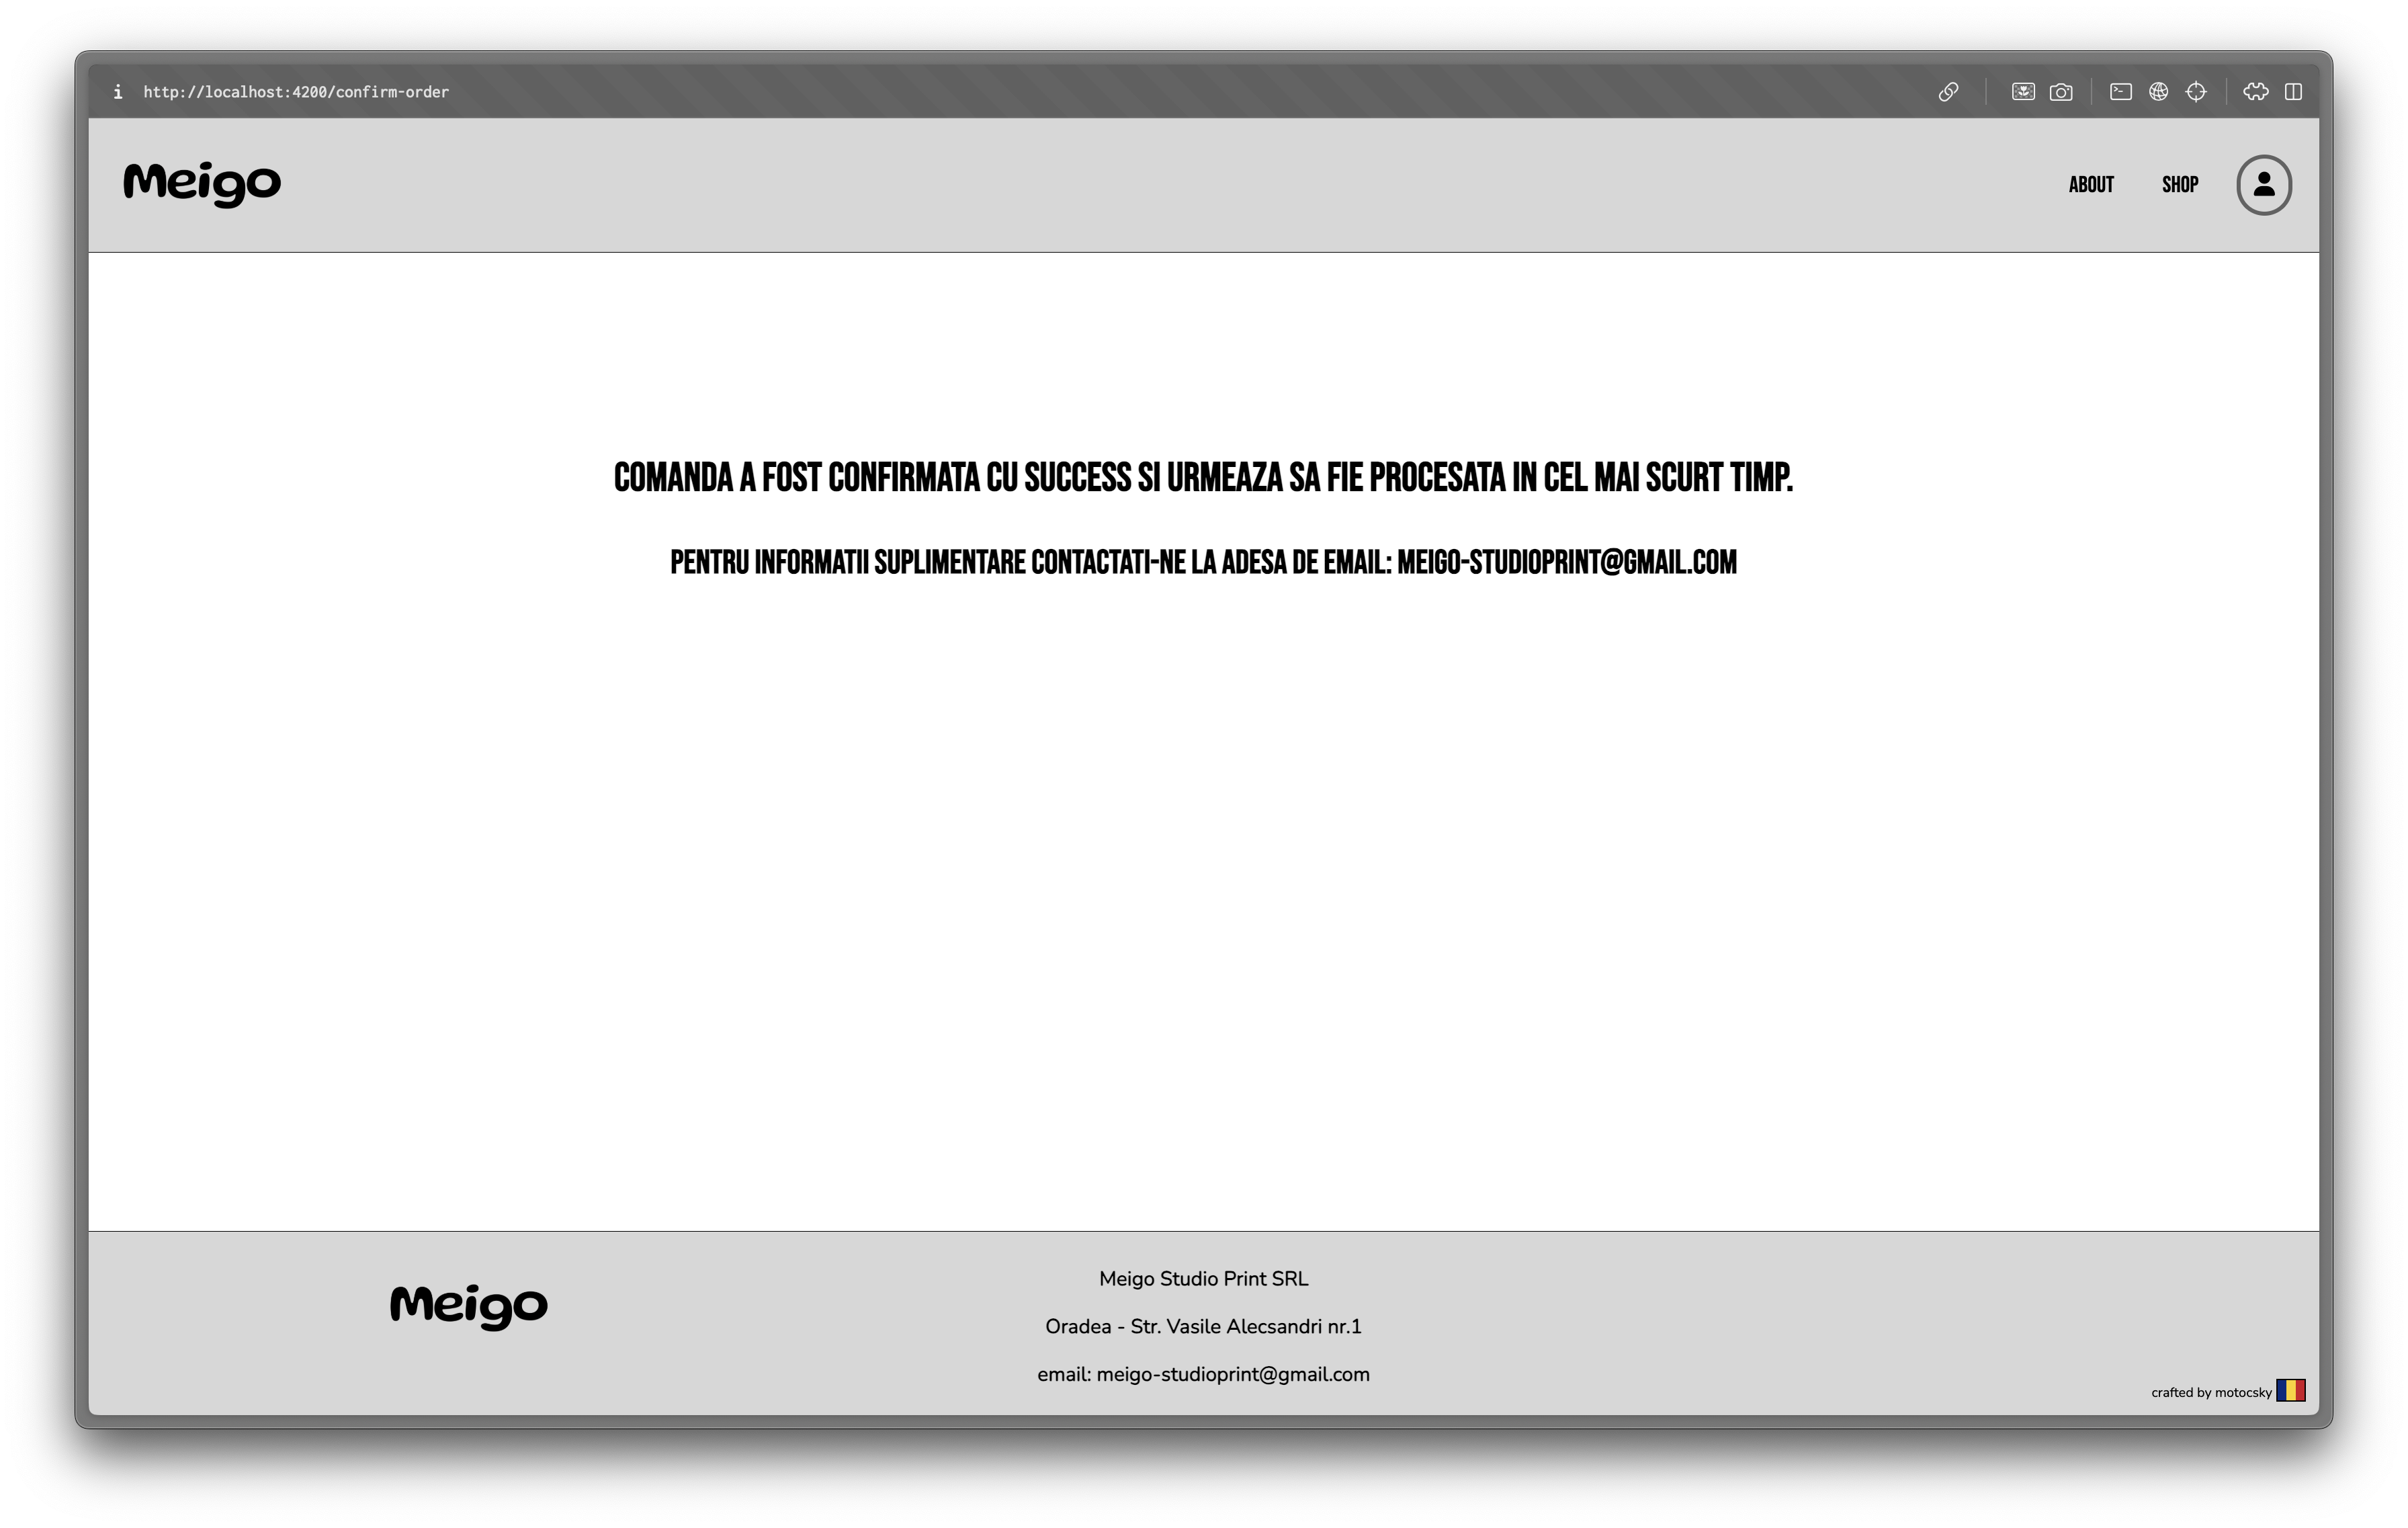 i http://localhost:4200/confirm-order
Meigo
ABOUT SHOP
COMANDA A FOST CONFIRMATA CU SUCCESS SI URMEAZA SA FIE PROCESATA IN CEL MAI SCURT TIMP.
PENTRU INFORMATII SUPLIMENTARE CONTACTATI-NE LA ADESA DE EMAIL: MEIGO-STUDIOPRINT@GMAIL.COM
Meigo
Meigo Studio Print SRL
Oradea - Str. Vasile Alecsandri nr.1
email: meigo-studioprint@gmail.com
crafted by motocsky